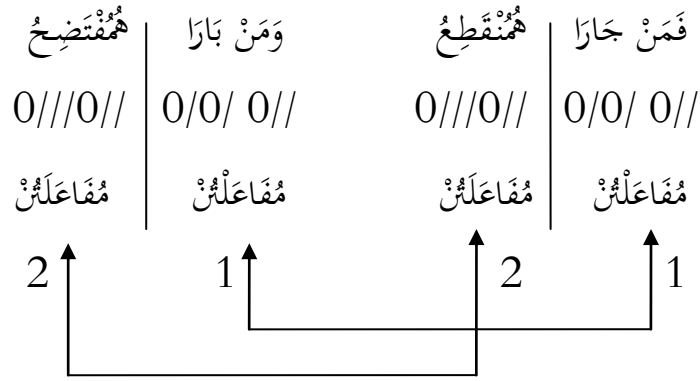 فَمَنْ جَارَا هُمُنْقَطِعُ وَمَنْ بَارَا هُمُفْتَضِحُ
0/0/ 0// 0///0// 0/0/ 0// 0///0//
مُفَاعَلْتُنْ مُفَاعَلَتُنْ مُفَاعَلْتُنْ مُفَاعَلَتُنْ
1 2 1 2